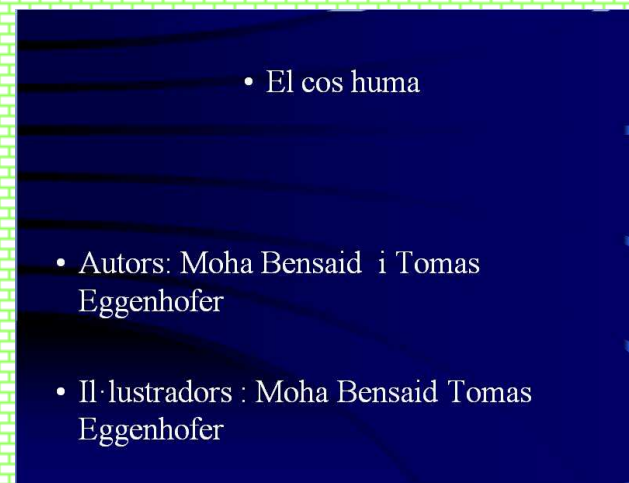 • El cos huma
• Autors: Moha Bensaid i Tomas
Eggenhofer
• Il·lustradors : Moha Bensaid Tomas
Eggenhofer